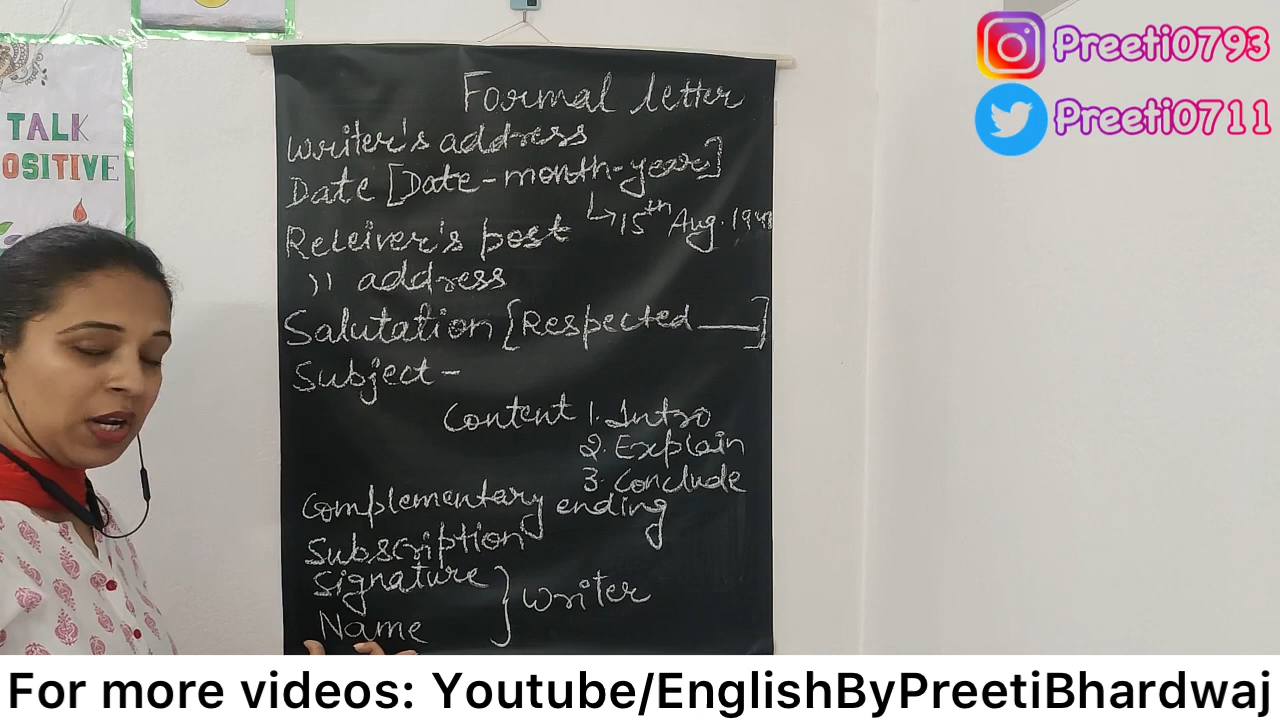 Preeti0793
Preeti0711
TALK
OSITIVE
Formal letter
Writer's address
Date [Date-month-year]
↳ 15th Aug.
Receiver's post
)) address
Salutation [Respected ___]
Subject -
Content 1. Intro
2. Explain
3. Conclude
Complementary ending
Subscription
Signature
Name } Writer
For more videos: Youtube/EnglishByPreetiBhardwaj